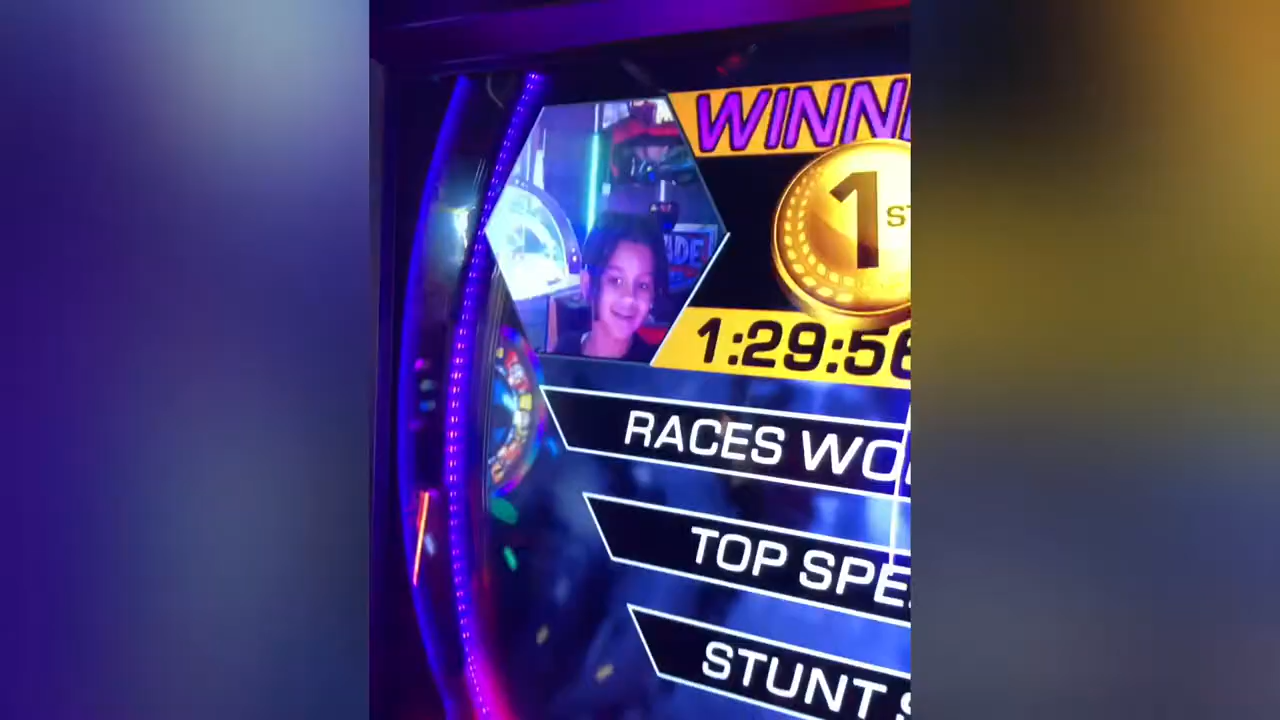 WINN
1ST
1:29:56
RACES WO
TOP SPE
STUNT S